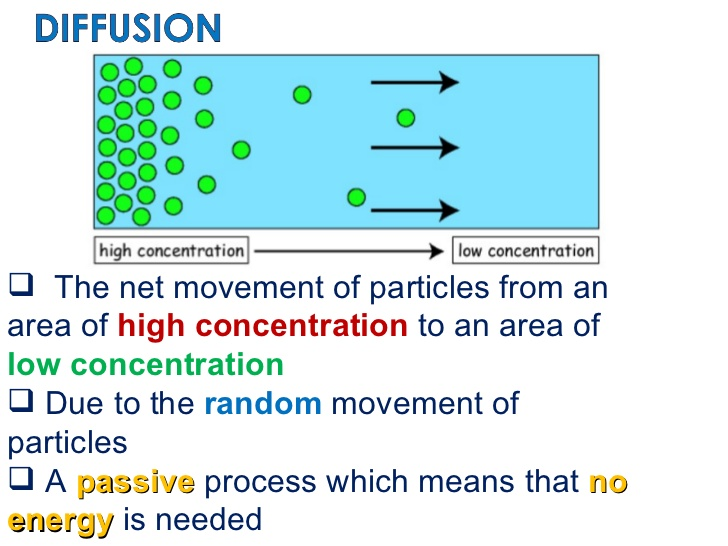 DIFFUSION
high concentration
low concentration
The net movement of particles from an
area of high concentration to an area of
low concentration
Due to the random movement of
particles
A passive process which means that no
energy is needed